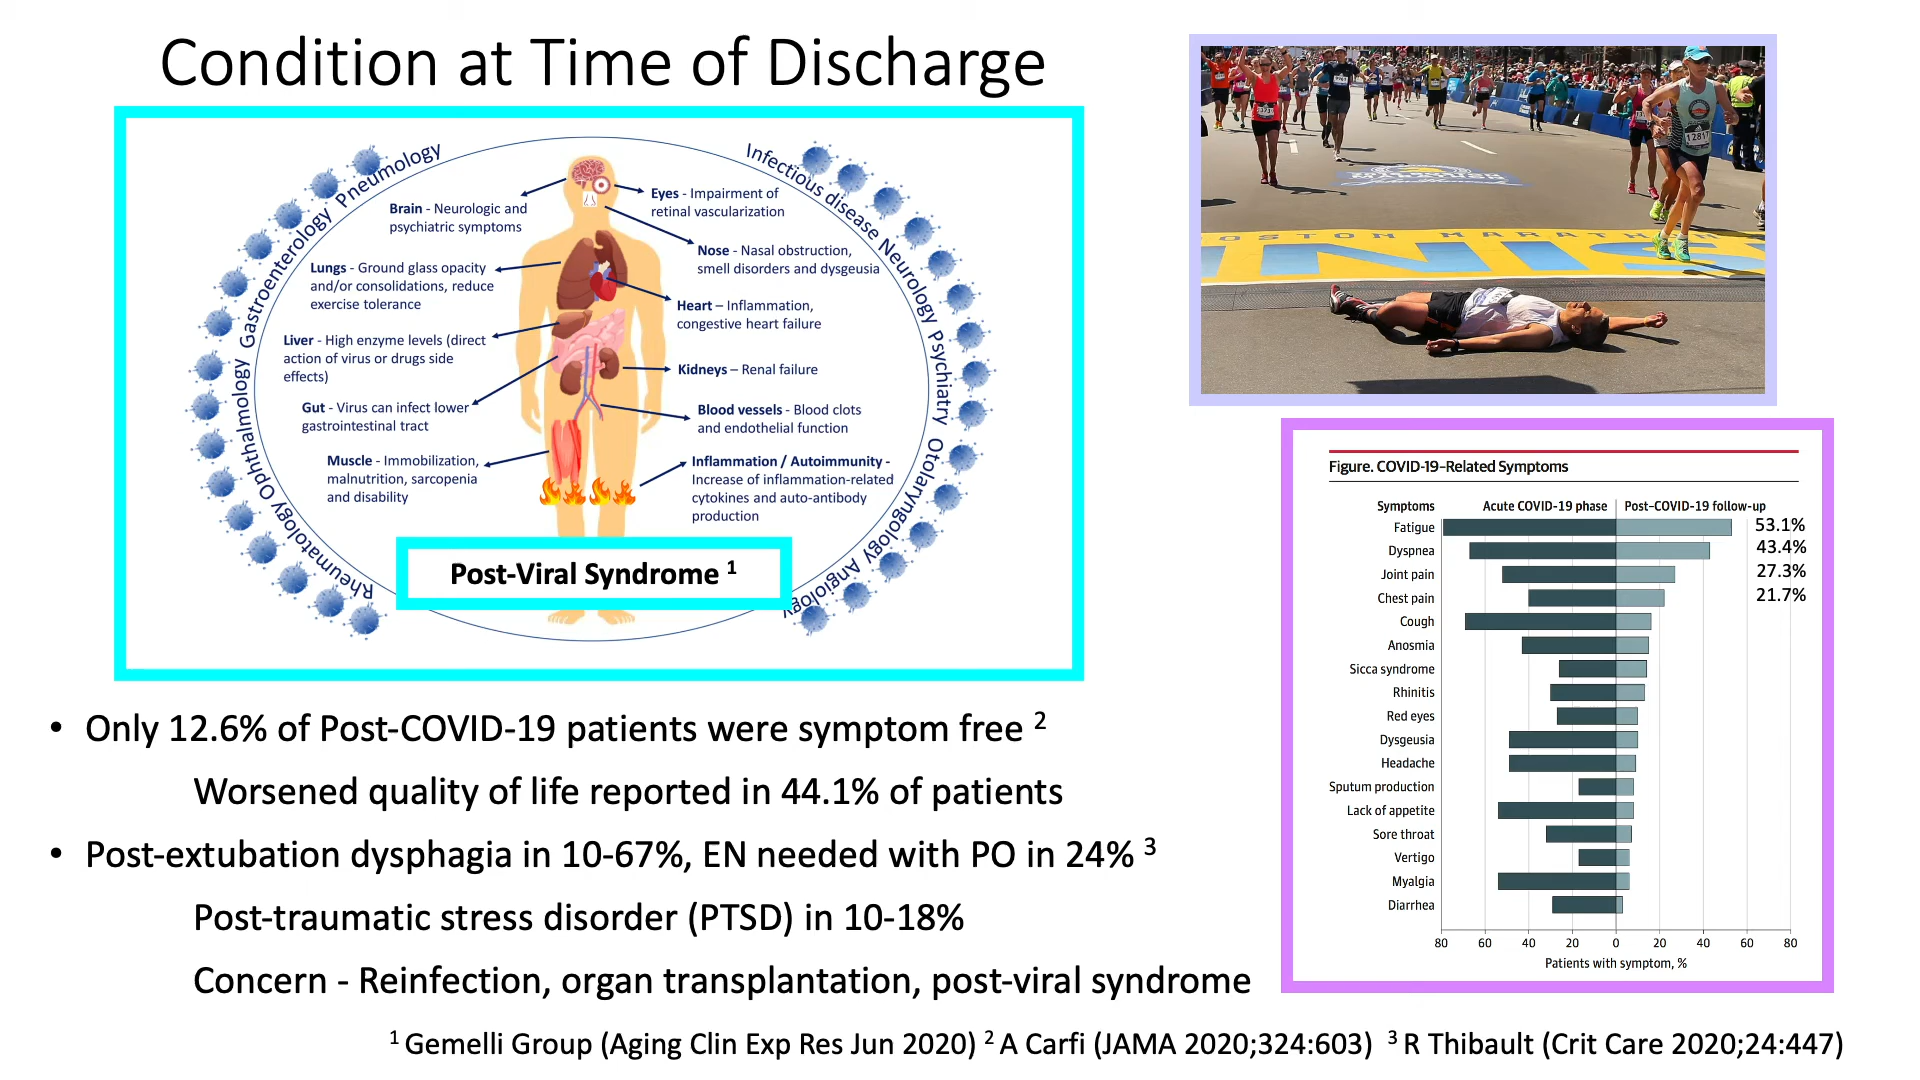 Condition at Time of Discharge
Pneumology
Gastroenterology
Ophthalmology
Rheumatology
Infectious disease
Neurology
Psychiatry
Otolaryngology
Angiology
Brain - Neurologic and
psychiatric symptoms
Lungs - Ground glass opacity
and/or consolidations, reduce
exercise tolerance
Liver - High enzyme levels (direct
action of virus or drugs side
effects)
Gut - Virus can infect lower
gastrointestinal tract
Muscle - Immobilization,
malnutrition, sarcopenia
and disability
Eyes - Impairment of
retinal vascularization
Nose - Nasal obstruction,
smell disorders and dysgeusia
Heart – Inflammation,
congestive heart failure
Kidneys – Renal failure
Blood vessels - Blood clots
and endothelial function
Inflammation / Autoimmunity -
Increase of inflammation-related
cytokines and auto-antibody
production
Post-Viral Syndrome 1
OSTON MARATHO
NIS
12817
Figure. COVID-19–Related Symptoms
Symptoms Acute COVID-19 phase Post–COVID-19 follow-up
Fatigue 53.1%
Dyspnea 43.4%
Joint pain 27.3%
Chest pain 21.7%
Cough
Anosmia
Sicca syndrome
Rhinitis
Red eyes
Dysgeusia
Headache
Sputum production
Lack of appetite
Sore throat
Vertigo
Myalgia
Diarrhea
80 60 40 20 0 20 40 60 80
Patients with symptom, %
• Only 12.6% of Post-COVID-19 patients were symptom free 2
Worsened quality of life reported in 44.1% of patients
• Post-extubation dysphagia in 10-67%, EN needed with PO in 24% 3
Post-traumatic stress disorder (PTSD) in 10-18%
Concern - Reinfection, organ transplantation, post-viral syndrome
1 Gemelli Group (Aging Clin Exp Res Jun 2020) 2 A Carfi (JAMA 2020;324:603) 3 R Thibault (Crit Care 2020;24:447)